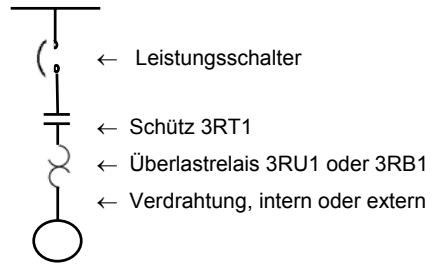 ← Leistungsschalter
← Schütz 3RT1
← Überlastrelais 3RU1 oder 3RB1
← Verdrahtung, intern oder extern